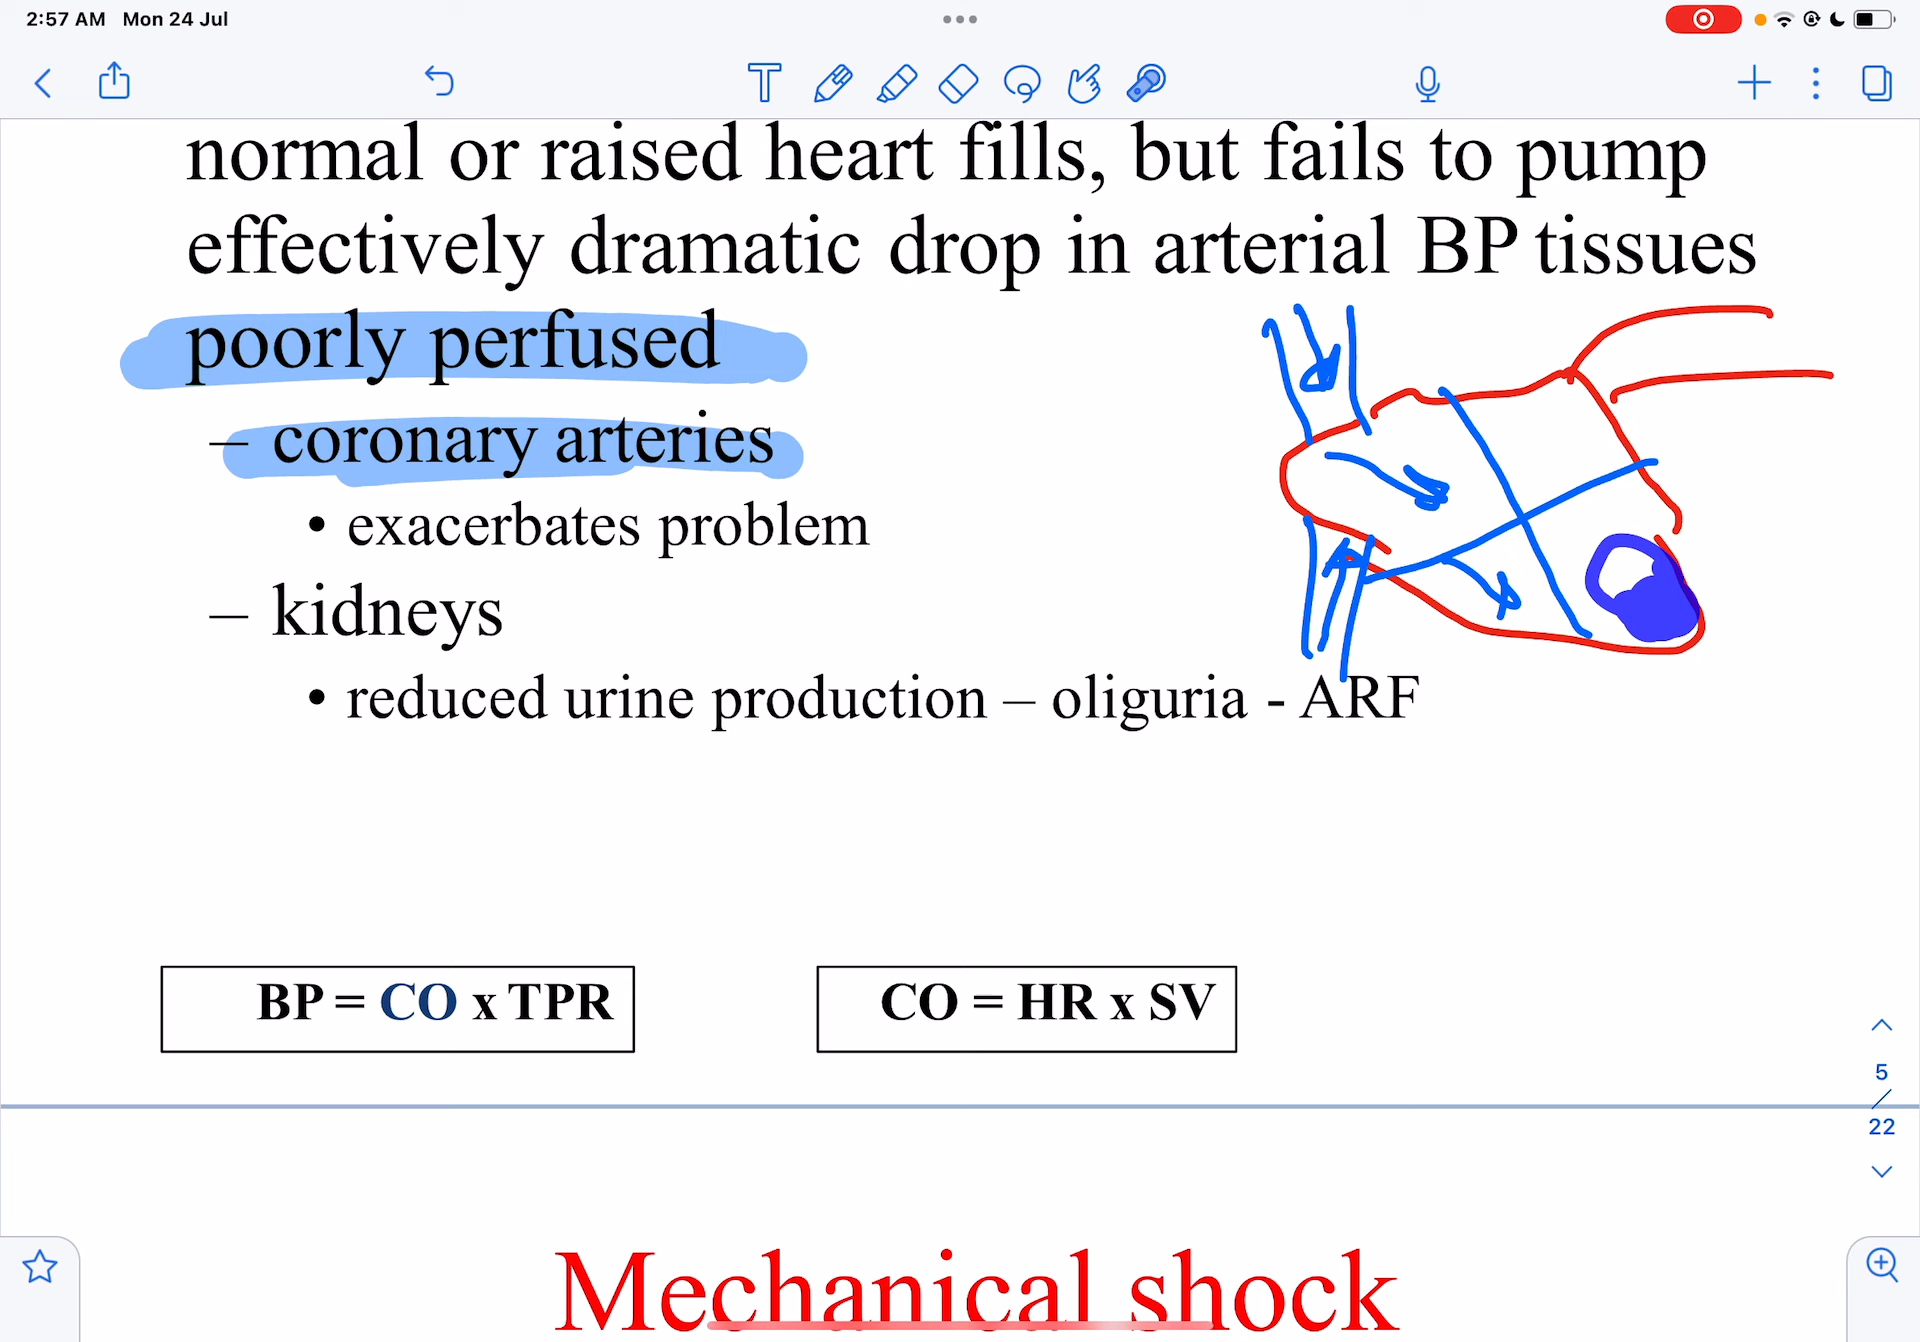 2:57 AM Mon 24 Jul
normal or raised heart fills, but fails to pump
effectively dramatic drop in arterial BP tissues
poorly perfused
– coronary arteries
• exacerbates problem
– kidneys
• reduced urine production – oliguria - ARF
BP = CO x TPR
CO = HR x SV
5
/
22
Mechanical shock